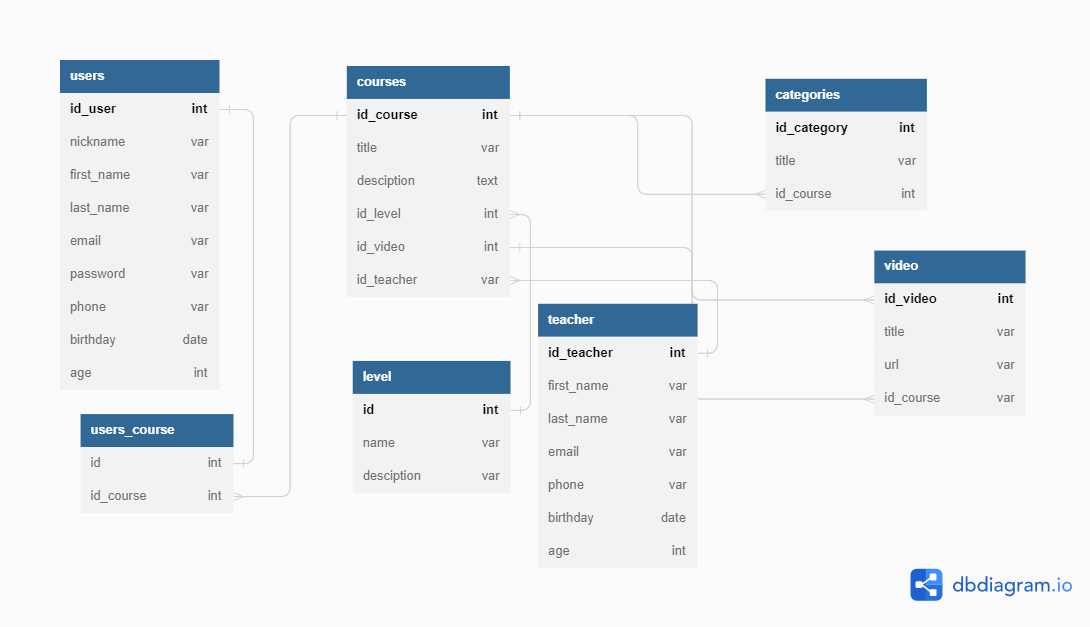 users
id_user int
nickname var
first_name var
last_name var
email var
password var
phone var
birthday date
age int
users_course
id int
id_course int
courses
id_course int
title var
desciption text
id_level int
id_video int
id_teacher var
level
id int
name var
desciption var
teacher
id_teacher int
first_name var
last_name var
email var
phone var
birthday date
age int
categories
id_category int
title var
id_course int
video
id_video int
title var
url var
id_course var
dbdiagram.io